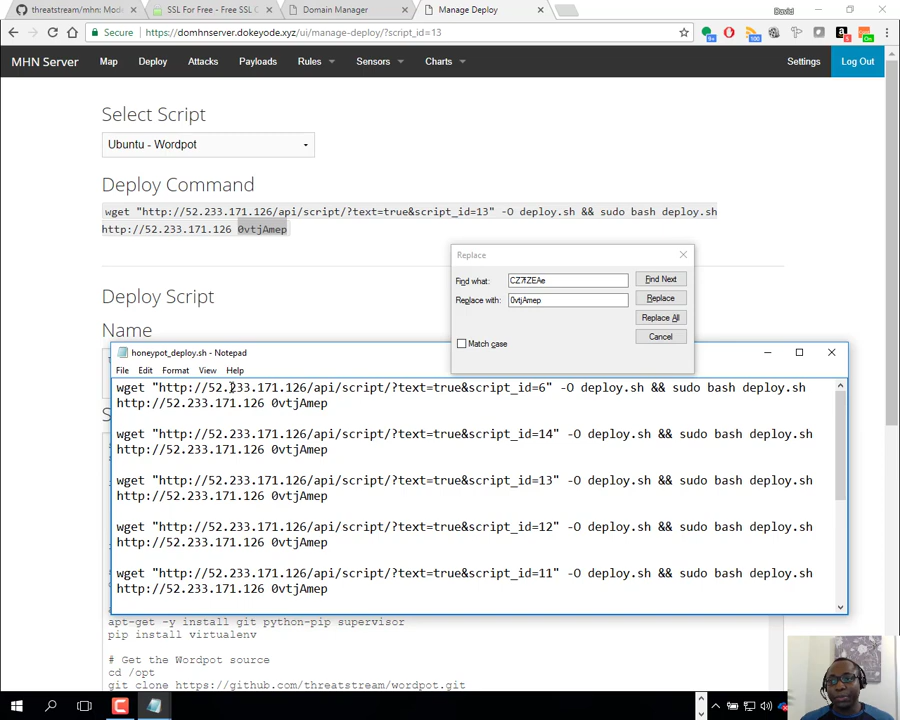 threatstream/mhn: Mode
SSL For Free - Free SSL C
Domain Manager
Manage Deploy
David
Secure
https://domhnserver.dokeyode.xyz/ui/manage-deploy/?script_id=13
MHN Server
Map
Deploy
Attacks
Payloads
Rules
Sensors
Charts
Settings
Log Out
Select Script
Ubuntu - Wordpot
Deploy Command
wget "http://52.233.171.126/api/script/?text=true&script_id=13" -O deploy.sh && sudo bash deploy.sh
http://52.233.171.126 0vtjAmep
Deploy Script
Name
Replace
Find what:
Find Next
Replace with: 0vtjAmep
Replace
Replace All
Cancel
Match case
honeypot_deploy.sh - Notepad
File Edit Format View Help
wget "http://52.233.171.126/api/script/?text=true&script_id=6" -O deploy.sh && sudo bash deploy.sh
http://52.233.171.126 0vtjAmep
wget "http://52.233.171.126/api/script/?text=true&script_id=14" -O deploy.sh && sudo bash deploy.sh
http://52.233.171.126 0vtjAmep
wget "http://52.233.171.126/api/script/?text=true&script_id=13" -O deploy.sh && sudo bash deploy.sh
http://52.233.171.126 0vtjAmep
wget "http://52.233.171.126/api/script/?text=true&script_id=12" -O deploy.sh && sudo bash deploy.sh
http://52.233.171.126 0vtjAmep
wget "http://52.233.171.126/api/script/?text=true&script_id=11" -O deploy.sh && sudo bash deploy.sh
http://52.233.171.126 0vtjAmep
apt-get -y install git python-pip supervisor
pip install virtualenv
# Get the Wordpot source
cd /opt
git clone https://github.com/threatstream/wordpot.git